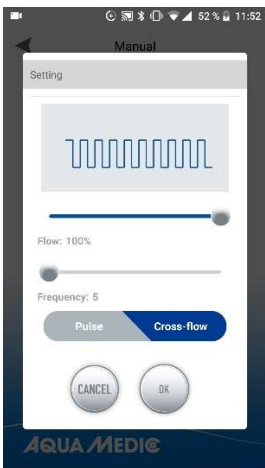 52 % 11:52
Manual
Setting
Flow: 100%
Frequency: 5
Pulse Cross-flow
CANCEL OK
AQUA MEDIC